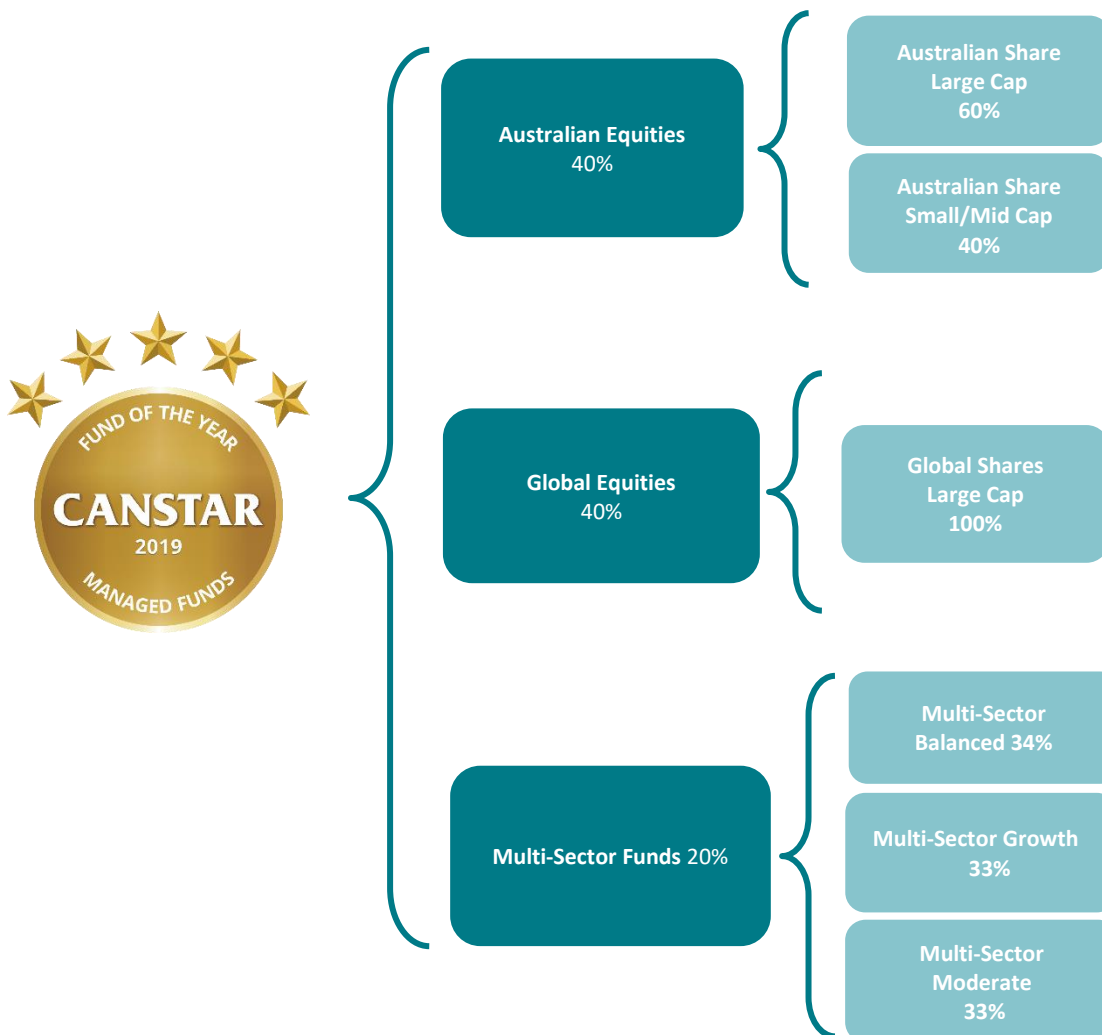 FUND OF THE YEAR
CANSTAR
2019
MANAGED FUNDS
Australian Equities
40%
Australian Share
Large Cap
60%
Australian Share
Small/Mid Cap
40%
Global Equities
40%
Global Shares
Large Cap
100%
Multi-Sector Funds 20%
Multi-Sector
Balanced 34%
Multi-Sector Growth
33%
Multi-Sector
Moderate
33%